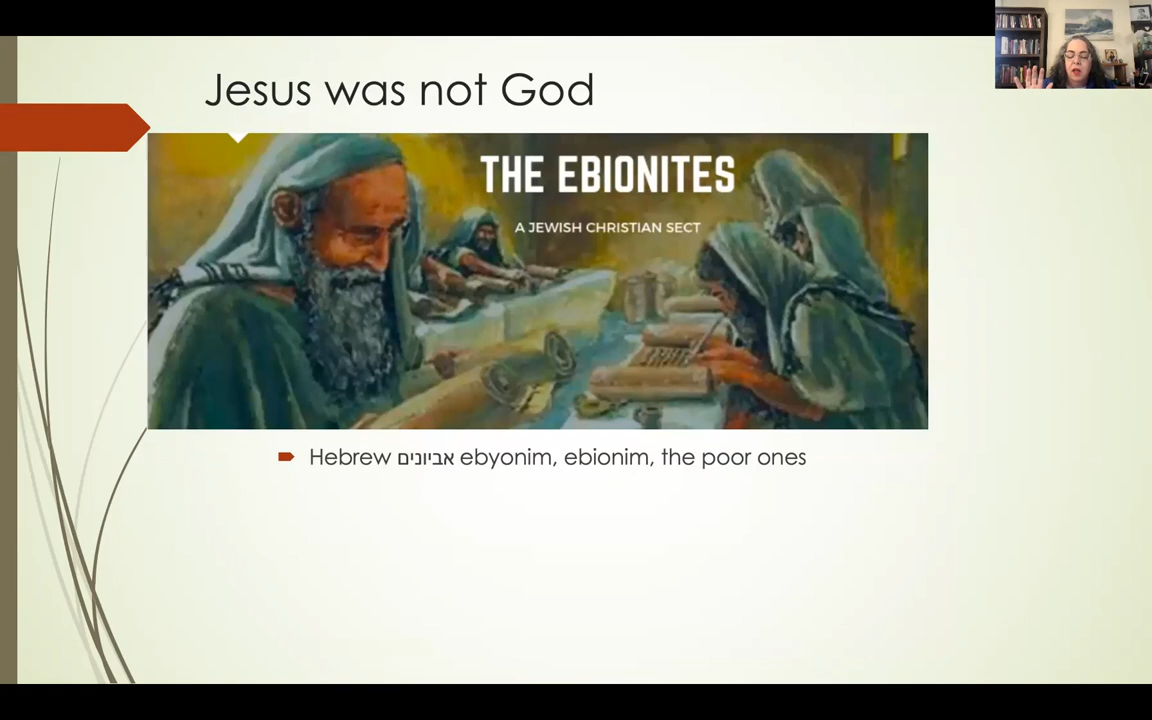 Jesus was not God
THE EBIONITES
A JEWISH CHRISTIAN SECT
Hebrew אביונים ebyonim, ebionim, the poor ones